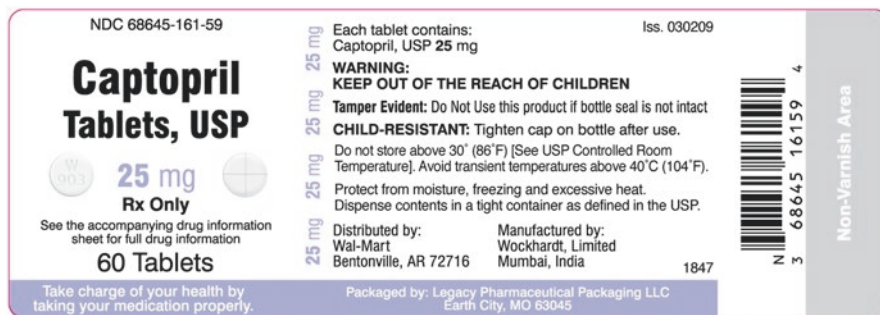 NDC 68645-161-59
Captopril
Tablets, USP
W
903
25 mg
Rx Only
See the accompanying drug information
sheet for full drug information
60 Tablets
Take charge of your health by
taking your medication properly.
25 mg 25 mg 25 mg 25 mg 25 mg
Each tablet contains:
Captopril, USP 25 mg
Iss. 030209
WARNING:
KEEP OUT OF THE REACH OF CHILDREN
Tamper Evident: Do Not Use this product if bottle seal is not intact
CHILD-RESISTANT: Tighten cap on bottle after use.
Do not store above 30˚ (86˚F) [See USP Controlled Room
Temperature]. Avoid transient temperatures above 40˚C (104˚F).
Protect from moisture, freezing and excessive heat.
Dispense contents in a tight container as defined in the USP.
Distributed by:
Wal-Mart
Bentonville, AR 72716
Manufactured by:
Wockhardt, Limited
Mumbai, India
1847
Packaged by: Legacy Pharmaceutical Packaging LLC
Earth City, MO 63045
N 3 68645 16159 4
Non-Varnish Area